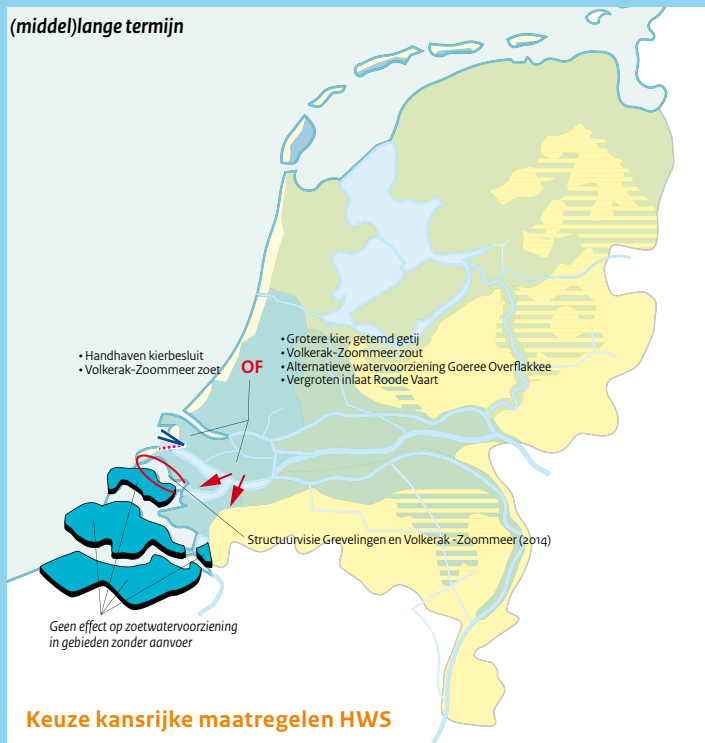 (middel)lange termijn
• Handhaven kierbesluit
• Volkerak-Zoommeer zoet
OF
• Grotere kier, getemd getij
• Volkerak-Zoommeer zout
• Alternatieve watervoorziening Goeree Overflakkee
• Vergroten inlaat Roode Vaart
Structuurvisie Grevelingen en Volkerak -Zoommeer (2014)
Geen effect op zoetwatervoorziening
in gebieden zonder aanvoer
Keuze kansrijke maatregelen HWS